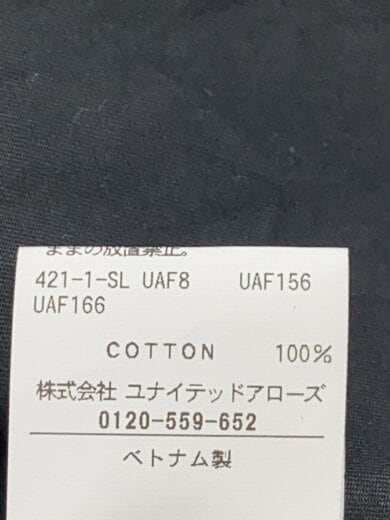 ままの放置禁止。
421-1-SL UAF8 UAF156
UAF166
COTTON 100%
株式会社 ユナイテッドアローズ
0120-559-652
ベトナム製